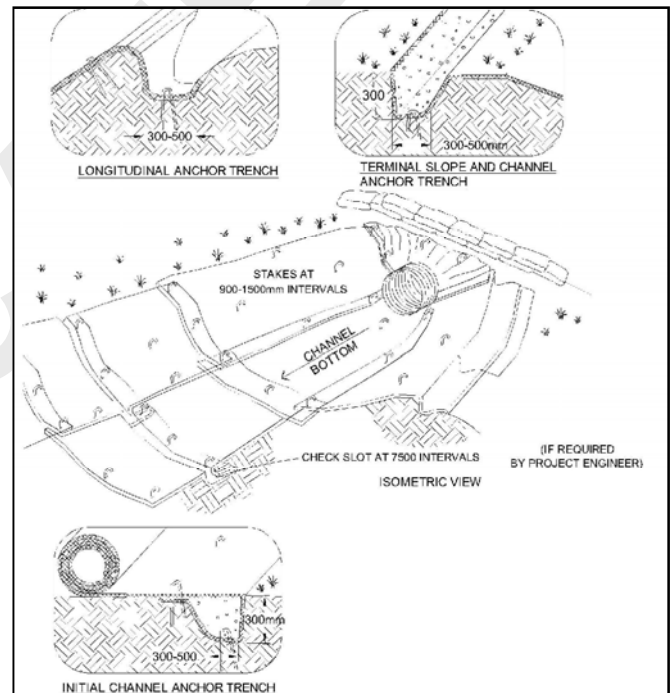 300-500
LONGITUDINAL ANCHOR TRENCH
300
300-500mm
TERMINAL SLOPE AND CHANNEL
ANCHOR TRENCH
STAKES AT
900-1500mm INTERVALS
CHANNEL
BOTTOM
CHECK SLOT AT 7500 INTERVALS
(IF REQUIRED
BY PROJECT ENGINEER)
ISOMETRIC VIEW
300mm
300-500
INITIAL CHANNEL ANCHOR TRENCH